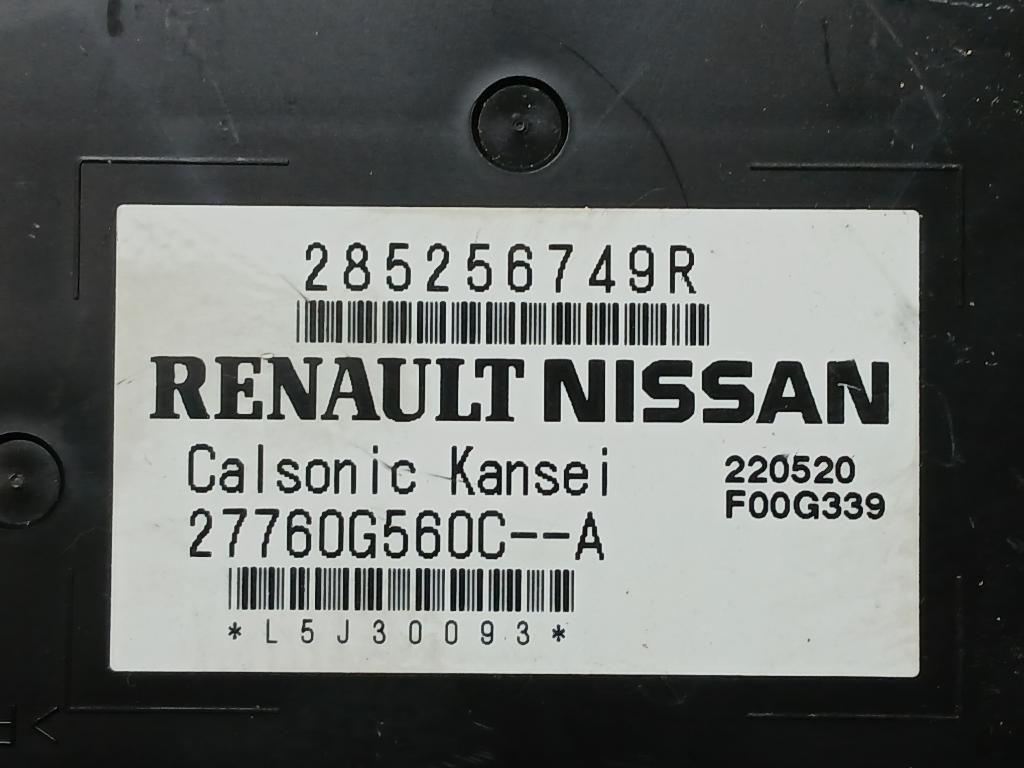 285256749R
RENAULT NISSAN
Calsonic Kansei
27760G560C--A
220520
F00G339
*L5J30093*